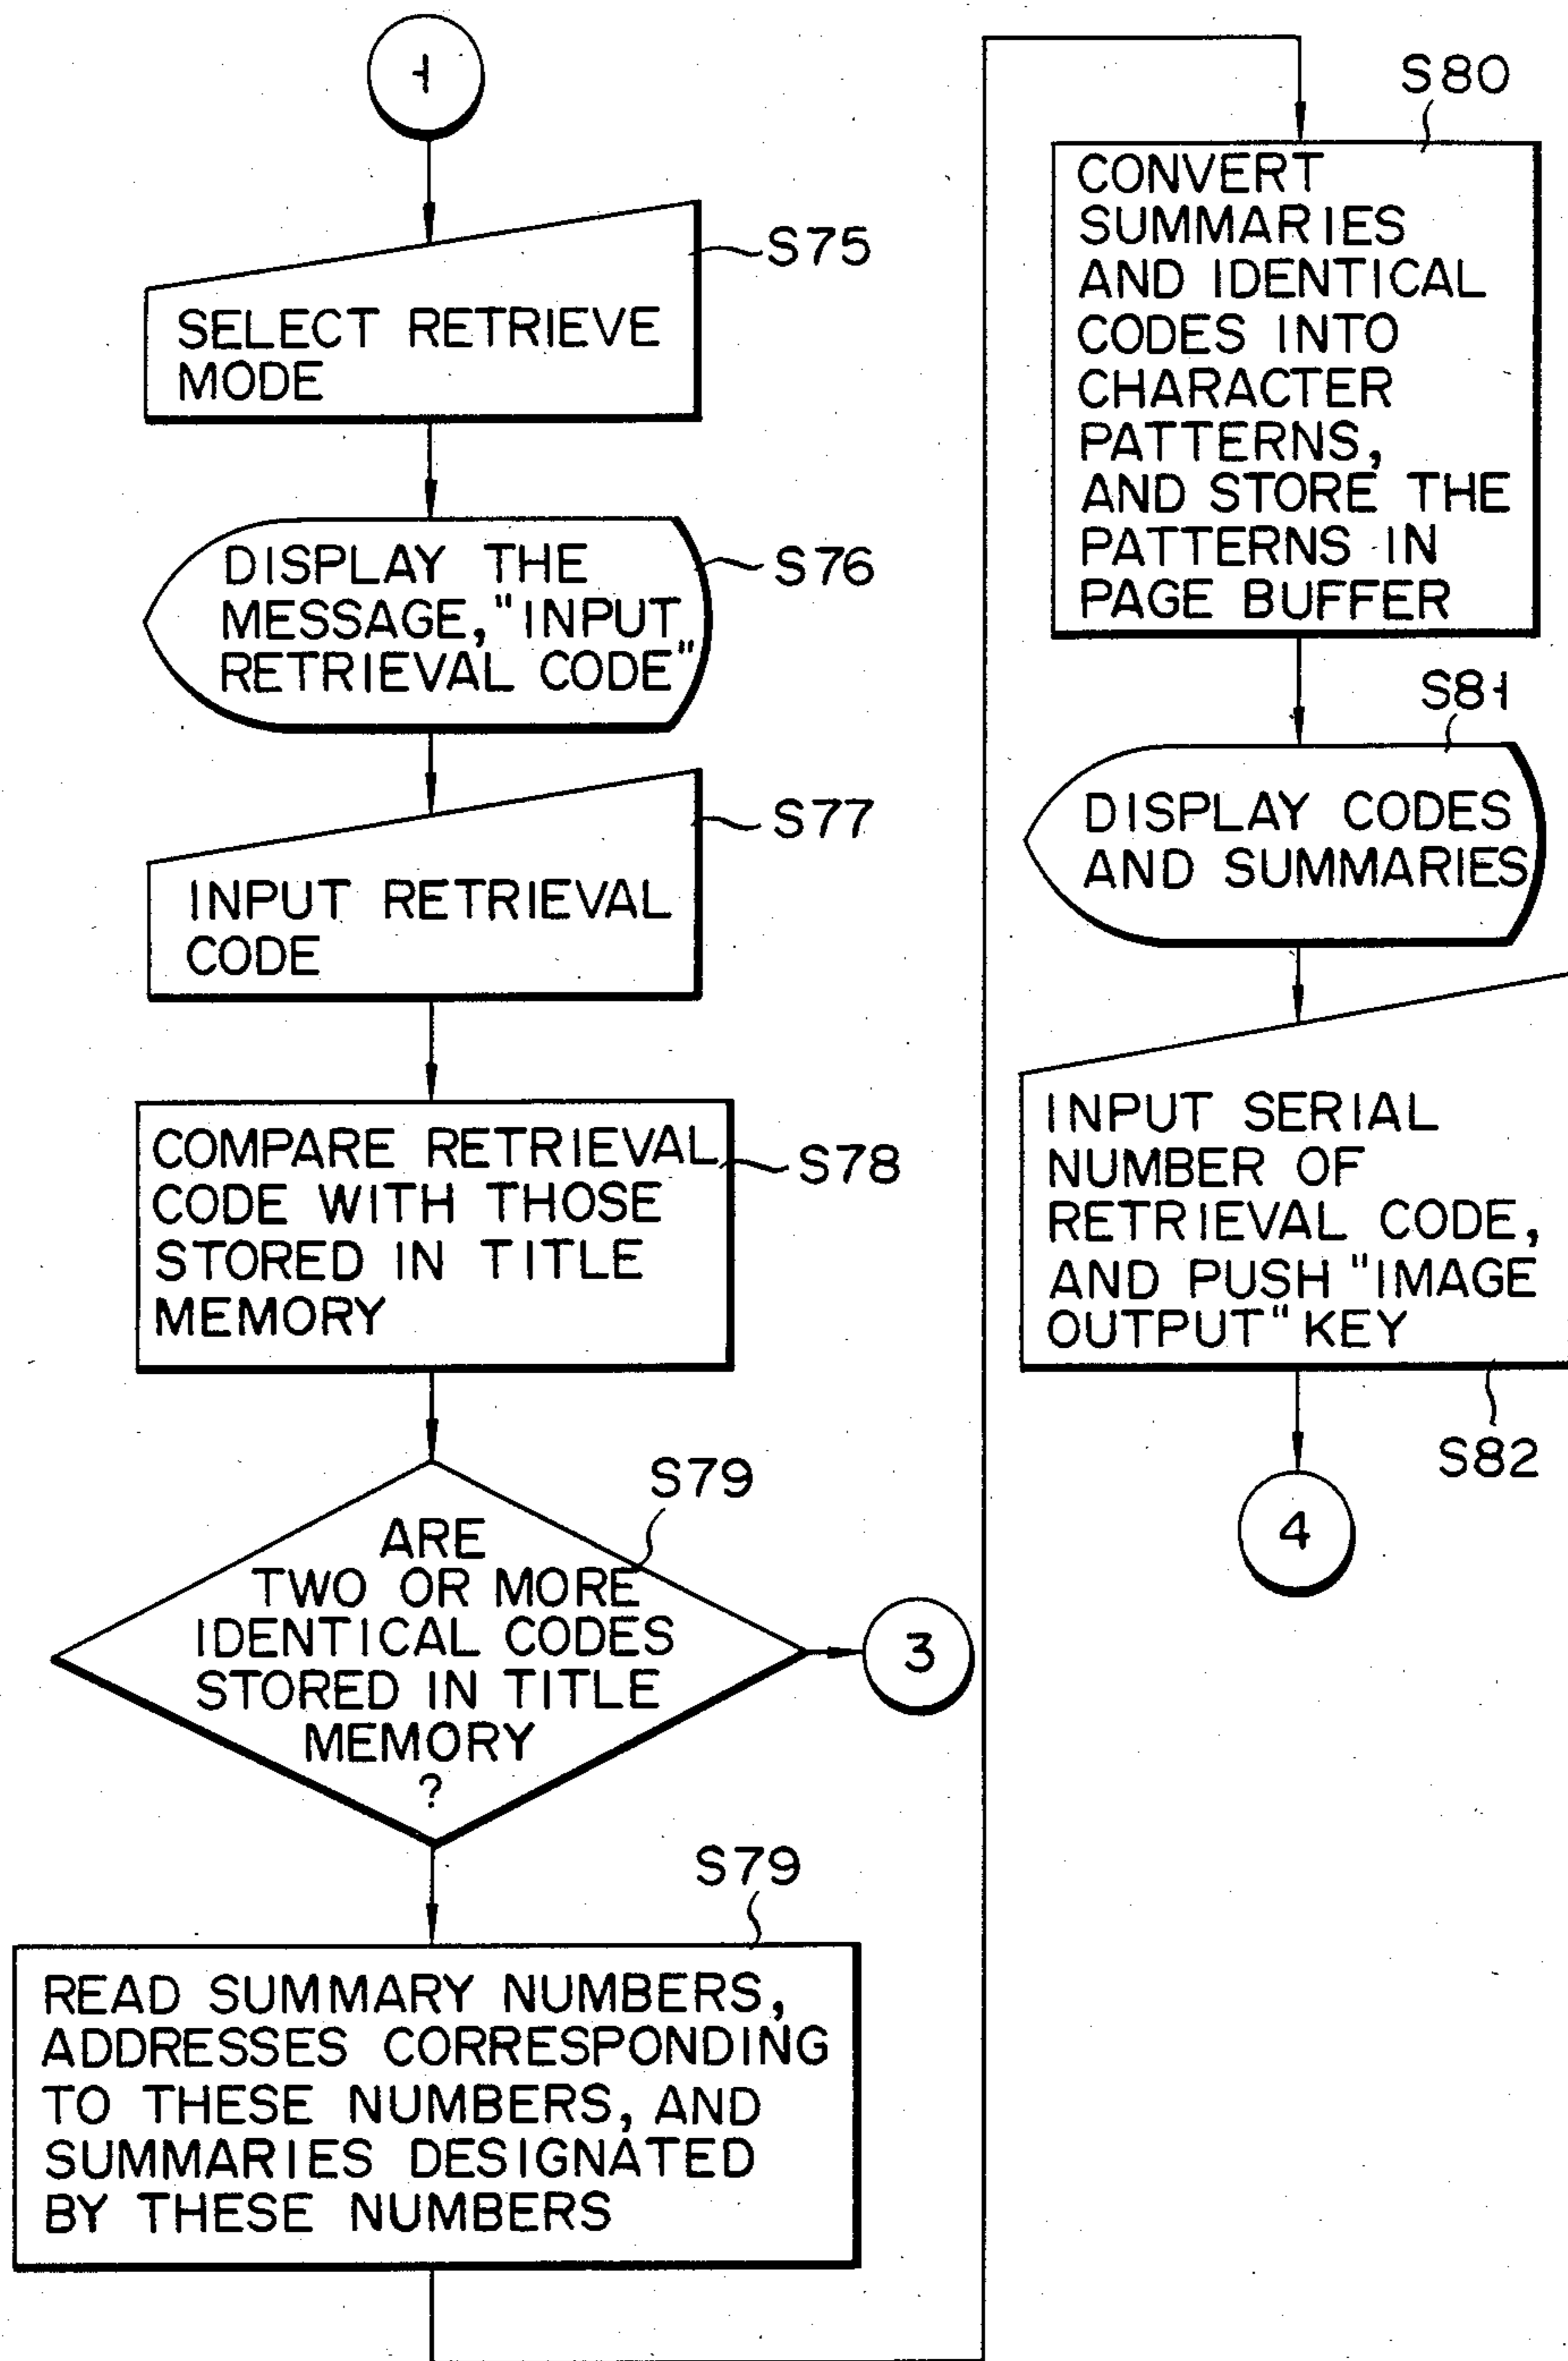 1
S75
SELECT RETRIEVE
MODE
DISPLAY THE
MESSAGE, "INPUT
RETRIEVAL CODE"
S76
S77
INPUT RETRIEVAL
CODE
COMPARE RETRIEVAL
CODE WITH THOSE
STORED IN TITLE
MEMORY
S78
S79
ARE
TWO OR MORE
IDENTICAL CODES
STORED IN TITLE
MEMORY
?
3
S79
READ SUMMARY NUMBERS,
ADDRESSES CORRESPONDING
TO THESE NUMBERS, AND
SUMMARIES DESIGNATED
BY THESE NUMBERS
S80
CONVERT
SUMMARIES
AND IDENTICAL
CODES INTO
CHARACTER
PATTERNS,
AND STORE THE
PATTERNS IN
PAGE BUFFER
S81
DISPLAY CODES
AND SUMMARIES
INPUT SERIAL
NUMBER OF
RETRIEVAL CODE,
AND PUSH "IMAGE
OUTPUT" KEY
S82
4